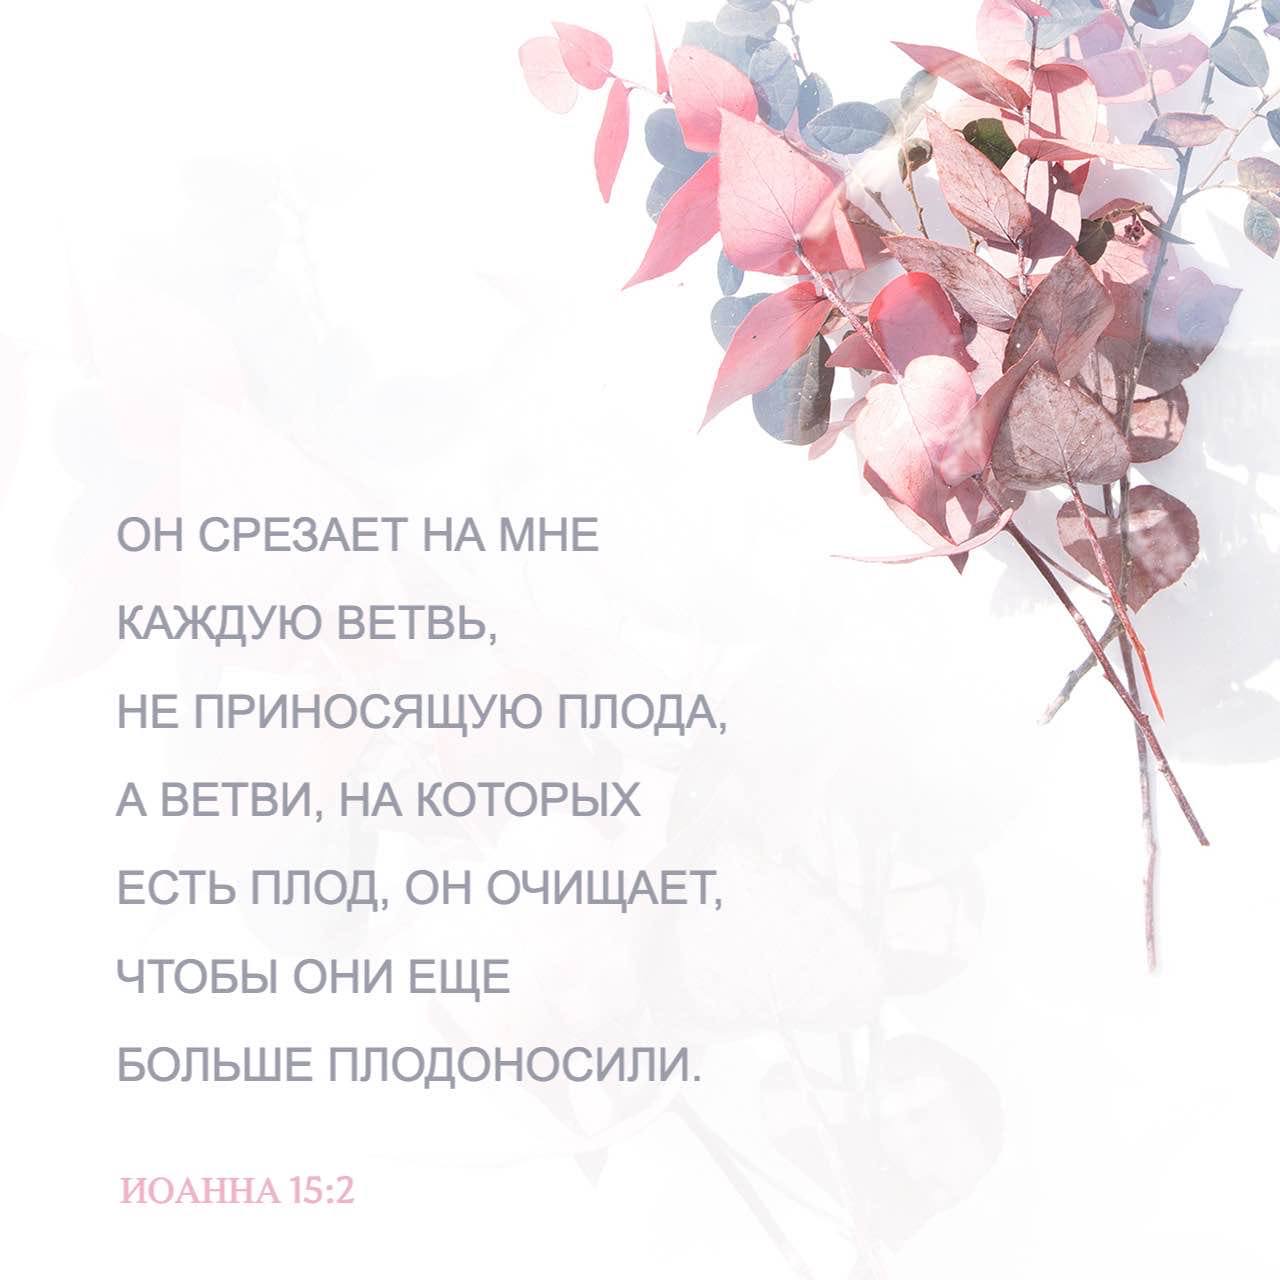 ОН СРЕЗАЕТ НА МНЕ
КАЖДУЮ ВЕТВЬ,
НЕ ПРИНОСЯЩУЮ ПЛОДА,
А ВЕТВИ, НА КОТОРЫХ
ЕСТЬ ПЛОД, ОН ОЧИЩАЕТ,
ЧТОБЫ ОНИ ЕЩЕ
БОЛЬШЕ ПЛОДОНОСИЛИ.
ИОАННА 15:2